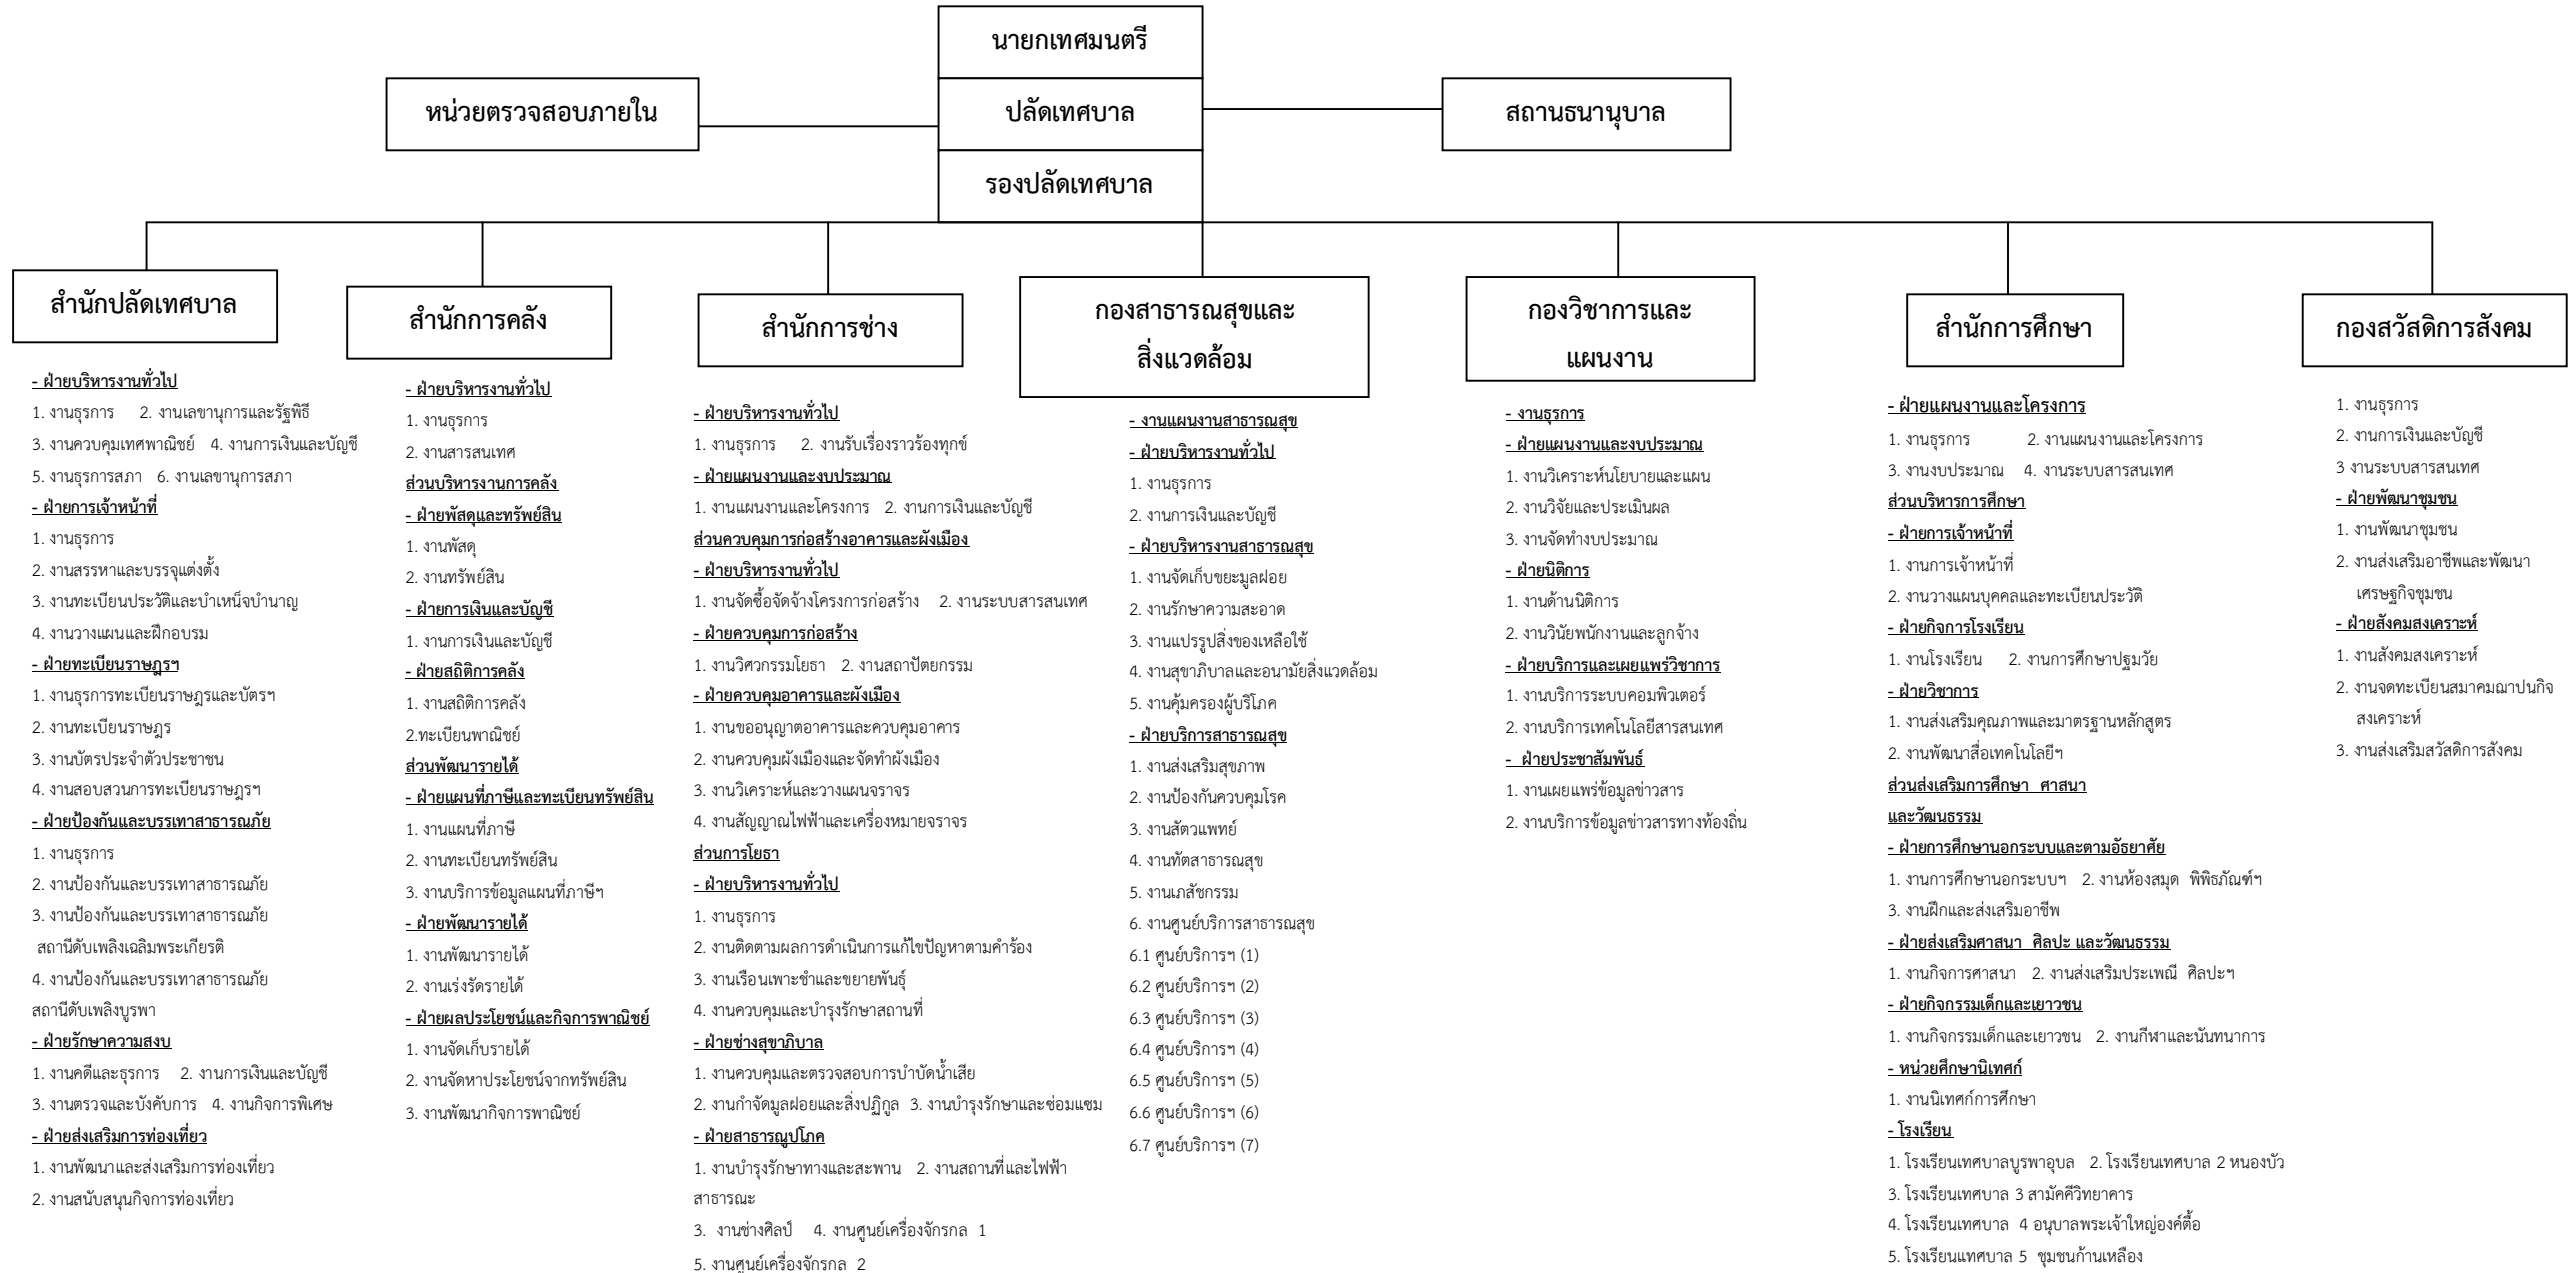 นายกเทศมนตรี
หน่วยตรวจสอบภายใน
ปลัดเทศบาล
สถานธนานุบาล
รองปลัดเทศบาล
สำนักปลัดเทศบาล
- ฝ่ายบริหารงานทั่วไป
1. งานธุรการ 2. งานเลขานุการและรัฐพิธี
3. งานควบคุมเทศพาณิชย์ 4. งานการเงินและบัญชี
5. งานธุรการสภา 6. งานเลขานุการสภา
- ฝ่ายการเจ้าหน้าที่
1. งานธุรการ
2. งานสรรหาและบรรจุแต่งตั้ง
3. งานทะเบียนประวัติและบำเหน็จบำนาญ
4. งานวางแผนและฝึกอบรม
- ฝ่ายทะเบียนราษฎรฯ
1. งานธุรการทะเบียนราษฎรและบัตรฯ
2. งานทะเบียนราษฎร
3. งานบัตรประจำตัวประชาชน
4. งานสอบสวนการทะเบียนราษฎรฯ
- ฝ่ายป้องกันและบรรเทาสาธารณภัย
1. งานธุรการ
2. งานป้องกันและบรรเทาสาธารณภัย
3. งานป้องกันและบรรเทาสาธารณภัย
สถานีดับเพลิงเฉลิมพระเกียรติ
4. งานป้องกันและบรรเทาสาธารณภัย
สถานีดับเพลิงบูรพา
- ฝ่ายรักษาความสงบ
1. งานคดีและธุรการ 2. งานการเงินและบัญชี
3. งานตรวจและบังคับการ 4. งานกิจการพิเศษ
- ฝ่ายส่งเสริมการท่องเที่ยว
1. งานพัฒนาและส่งเสริมการท่องเที่ยว
2. งานสนับสนุนกิจการท่องเที่ยว
สำนักการคลัง
- ฝ่ายบริหารงานทั่วไป
1. งานธุรการ
2. งานสารสนเทศ
ส่วนบริหารงานการคลัง
- ฝ่ายพัสดุและทรัพย์สิน
1. งานพัสดุ
2. งานทรัพย์สิน
- ฝ่ายการเงินและบัญชี
1. งานการเงินและบัญชี
- ฝ่ายสถิติการคลัง
1. งานสถิติการคลัง
2.ทะเบียนพาณิชย์
ส่วนพัฒนารายได้
- ฝ่ายแผนที่ภาษีและทะเบียนทรัพย์สิน
1. งานแผนที่ภาษี
2. งานทะเบียนทรัพย์สิน
3. งานบริการข้อมูลแผนที่ภาษีฯ
- ฝ่ายพัฒนารายได้
1. งานพัฒนารายได้
2. งานเร่งรัดรายได้
- ฝ่ายผลประโยชน์และกิจการพาณิชย์
1. งานจัดเก็บรายได้
2. งานจัดหาประโยชน์จากทรัพย์สิน
3. งานพัฒนากิจการพาณิชย์
สำนักการช่าง
- ฝ่ายบริหารงานทั่วไป
1. งานธุรการ 2. งานรับเรื่องราวร้องทุกข์
- ฝ่ายแผนงานและงบประมาณ
1. งานแผนงานและโครงการ 2. งานการเงินและบัญชี
ส่วนควบคุมการก่อสร้างอาคารและผังเมือง
- ฝ่ายบริหารงานทั่วไป
1. งานจัดซื้อจัดจ้างโครงการก่อสร้าง 2. งานระบบสารสนเทศ
- ฝ่ายควบคุมการก่อสร้าง
1. งานวิศวกรรมโยธา 2. งานสถาปัตยกรรม
- ฝ่ายควบคุมอาคารและผังเมือง
1. งานขออนุญาตอาคารและควบคุมอาคาร
2. งานควบคุมผังเมืองและจัดทำผังเมือง
3. งานวิเคราะห์และวางแผนจราจร
4. งานสัญญาณไฟฟ้าและเครื่องหมายจราจร
ส่วนการโยธา
- ฝ่ายบริหารงานทั่วไป
1. งานธุรการ
2. งานติดตามผลการดำเนินการแก้ไขปัญหาตามคำร้อง
3. งานเรือนเพาะชำและขยายพันธุ์
4. งานควบคุมและบำรุงรักษาสถานที่
- ฝ่ายช่างสุขาภิบาล
1. งานควบคุมและตรวจสอบการบำบัดน้ำเสีย
2. งานกำจัดมูลฝอยและสิ่งปฏิกูล 3. งานบำรุงรักษาและซ่อมแซม
- ฝ่ายสาธารณูปโภค
1. งานบำรุงรักษาทางและสะพาน 2. งานสถานที่และไฟฟ้า
สาธารณะ
3. งานช่างศิลป์ 4. งานศูนย์เครื่องจักรกล 1
5. งานศูนย์เครื่องจักรกล 2
กองสาธารณสุขและ
สิ่งแวดล้อม
- งานแผนงานสาธารณสุข
- ฝ่ายบริหารงานทั่วไป
1. งานธุรการ
2. งานการเงินและบัญชี
- ฝ่ายบริหารงานสาธารณสุข
1. งานจัดเก็บขยะมูลฝอย
2. งานรักษาความสะอาด
3. งานแปรรูปสิ่งของเหลือใช้
4. งานสุขาภิบาลและอนามัยสิ่งแวดล้อม
5. งานคุ้มครองผู้บริโภค
- ฝ่ายบริการสาธารณสุข
1. งานส่งเสริมสุขภาพ
2. งานป้องกันควบคุมโรค
3. งานสัตวแพทย์
4. งานทัตสาธารณสุข
5. งานเภสัชกรรม
6. งานศูนย์บริการสาธารณสุข
6.1 ศูนย์บริการฯ (1)
6.2 ศูนย์บริการฯ (2)
6.3 ศูนย์บริการฯ (3)
6.4 ศูนย์บริการฯ (4)
6.5 ศูนย์บริการฯ (5)
6.6 ศูนย์บริการฯ (6)
6.7 ศูนย์บริการฯ (7)
กองวิชาการและ
แผนงาน
- งานธุรการ
- ฝ่ายแผนงานและงบประมาณ
1. งานวิเคราะห์นโยบายและแผน
2. งานวิจัยและประเมินผล
3. งานจัดทำงบประมาณ
- ฝ่ายนิติการ
1. งานด้านนิติการ
2. งานวินัยพนักงานและลูกจ้าง
- ฝ่ายบริการและเผยแพร่วิชาการ
1. งานบริการระบบคอมพิวเตอร์
2. งานบริการเทคโนโลยีสารสนเทศ
- ฝ่ายประชาสัมพันธ์
1. งานเผยแพร่ข้อมูลข่าวสาร
2. งานบริการข้อมูลข่าวสารทางท้องถิ่น
สำนักการศึกษา
- ฝ่ายแผนงานและโครงการ
1. งานธุรการ 2. งานแผนงานและโครงการ
3. งานงบประมาณ 4. งานระบบสารสนเทศ
ส่วนบริหารการศึกษา
- ฝ่ายการเจ้าหน้าที่
1. งานการเจ้าหน้าที่
2. งานวางแผนบุคคลและทะเบียนประวัติ
- ฝ่ายกิจการโรงเรียน
1. งานโรงเรียน 2. งานการศึกษาปฐมวัย
- ฝ่ายวิชาการ
1. งานส่งเสริมคุณภาพและมาตรฐานหลักสูตร
2. งานพัฒนาสื่อเทคโนโลยีฯ
ส่วนส่งเสริมการศึกษา ศาสนา
และวัฒนธรรม
- ฝ่ายการศึกษานอกระบบและตามอัธยาศัย
1. งานการศึกษานอกระบบฯ 2. งานห้องสมุด พิพิธภัณฑ์ฯ
3. งานฝึกและส่งเสริมอาชีพ
- ฝ่ายส่งเสริมศาสนา ศิลปะ และวัฒนธรรม
1. งานกิจการศาสนา 2. งานส่งเสริมประเพณี ศิลปะฯ
- ฝ่ายกิจกรรมเด็กและเยาวชน
1. งานกิจกรรมเด็กและเยาวชน 2. งานกีฬาและนันทนาการ
- หน่วยศึกษานิเทศก์
1. งานนิเทศก์การศึกษา
- โรงเรียน
1. โรงเรียนเทศบาลบูรพาอุบล 2. โรงเรียนเทศบาล 2 หนองบัว
3. โรงเรียนเทศบาล 3 สามัคคีวิทยาคาร
4. โรงเรียนเทศบาล 4 อนุบาลพระเจ้าใหญ่องค์ตื้อ
5. โรงเรียนแทศบาล 5 ชุมชนก้านเหลือง
กองสวัสดิการสังคม
1. งานธุรการ
2. งานการเงินและบัญชี
3 งานระบบสารสนเทศ
- ฝ่ายพัฒนาชุมชน
1. งานพัฒนาชุมชน
2. งานส่งเสริมอาชีพและพัฒนา
เศรษฐกิจชุมชน
- ฝ่ายสังคมสงเคราะห์
1. งานสังคมสงเคราะห์
2. งานจดทะเบียนสมาคมฌาปนกิจ
สงเคราะห์
3. งานส่งเสริมสวัสดิการสังคม